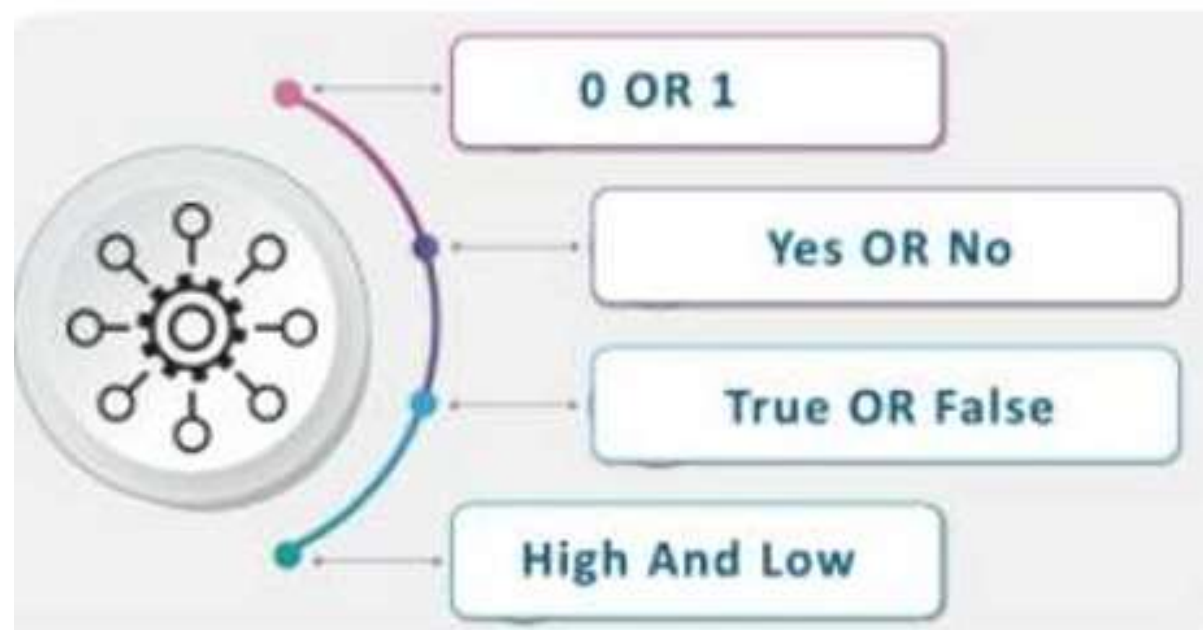 0 OR 1
Yes OR No
True OR False
High And Low